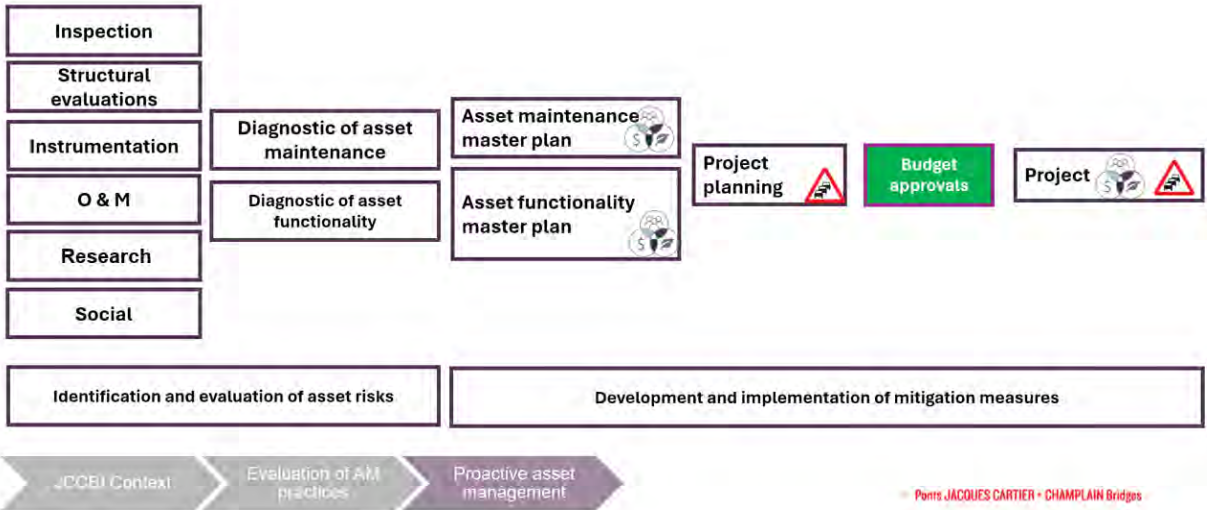 Inspection
Structural
evaluations
Instrumentation
O & M
Research
Social
Diagnostic of asset
maintenance
Diagnostic of asset
functionality
Asset maintenance
master plan
$
Asset functionality
master plan
$
Project
planning
Budget
approvals
Project
$
Identification and evaluation of asset risks
Development and implementation of mitigation measures
JCCBI Context
Evaluation of AM
practices
Proactive asset
management
Ponts JACQUES CARTIER + CHAMPLAIN Bridges